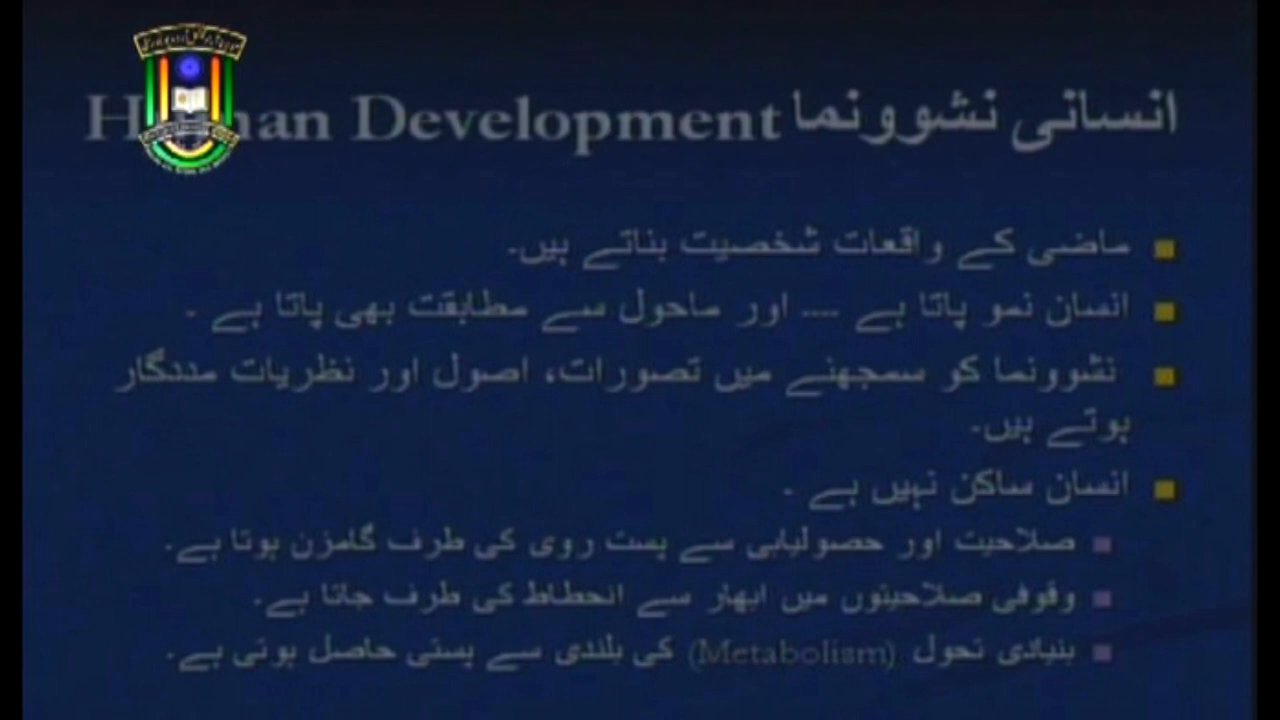 انسانی نشوونما Human Development
ماضی کے واقعات شخصیت بناتے ہیں۔
انسان نمو پاتا ہے ---- اور ماحول سے مطابقت بھی پاتا ہے ۔
نشوونما کو سمجھنے میں تصورات، اصول اور نظریات مددگار
ہوتے ہیں۔
انسان ساکن نہیں ہے ۔
صلاحیت اور حصولیابی سے پست روی کی طرف گامزن ہوتا ہے۔
وقوفی صلاحیتوں میں ابھار سے انحطاط کی طرف جاتا ہے۔
بنیادی تحول (Metabolism) کی بلندی سے پستی حاصل ہوتی ہے۔